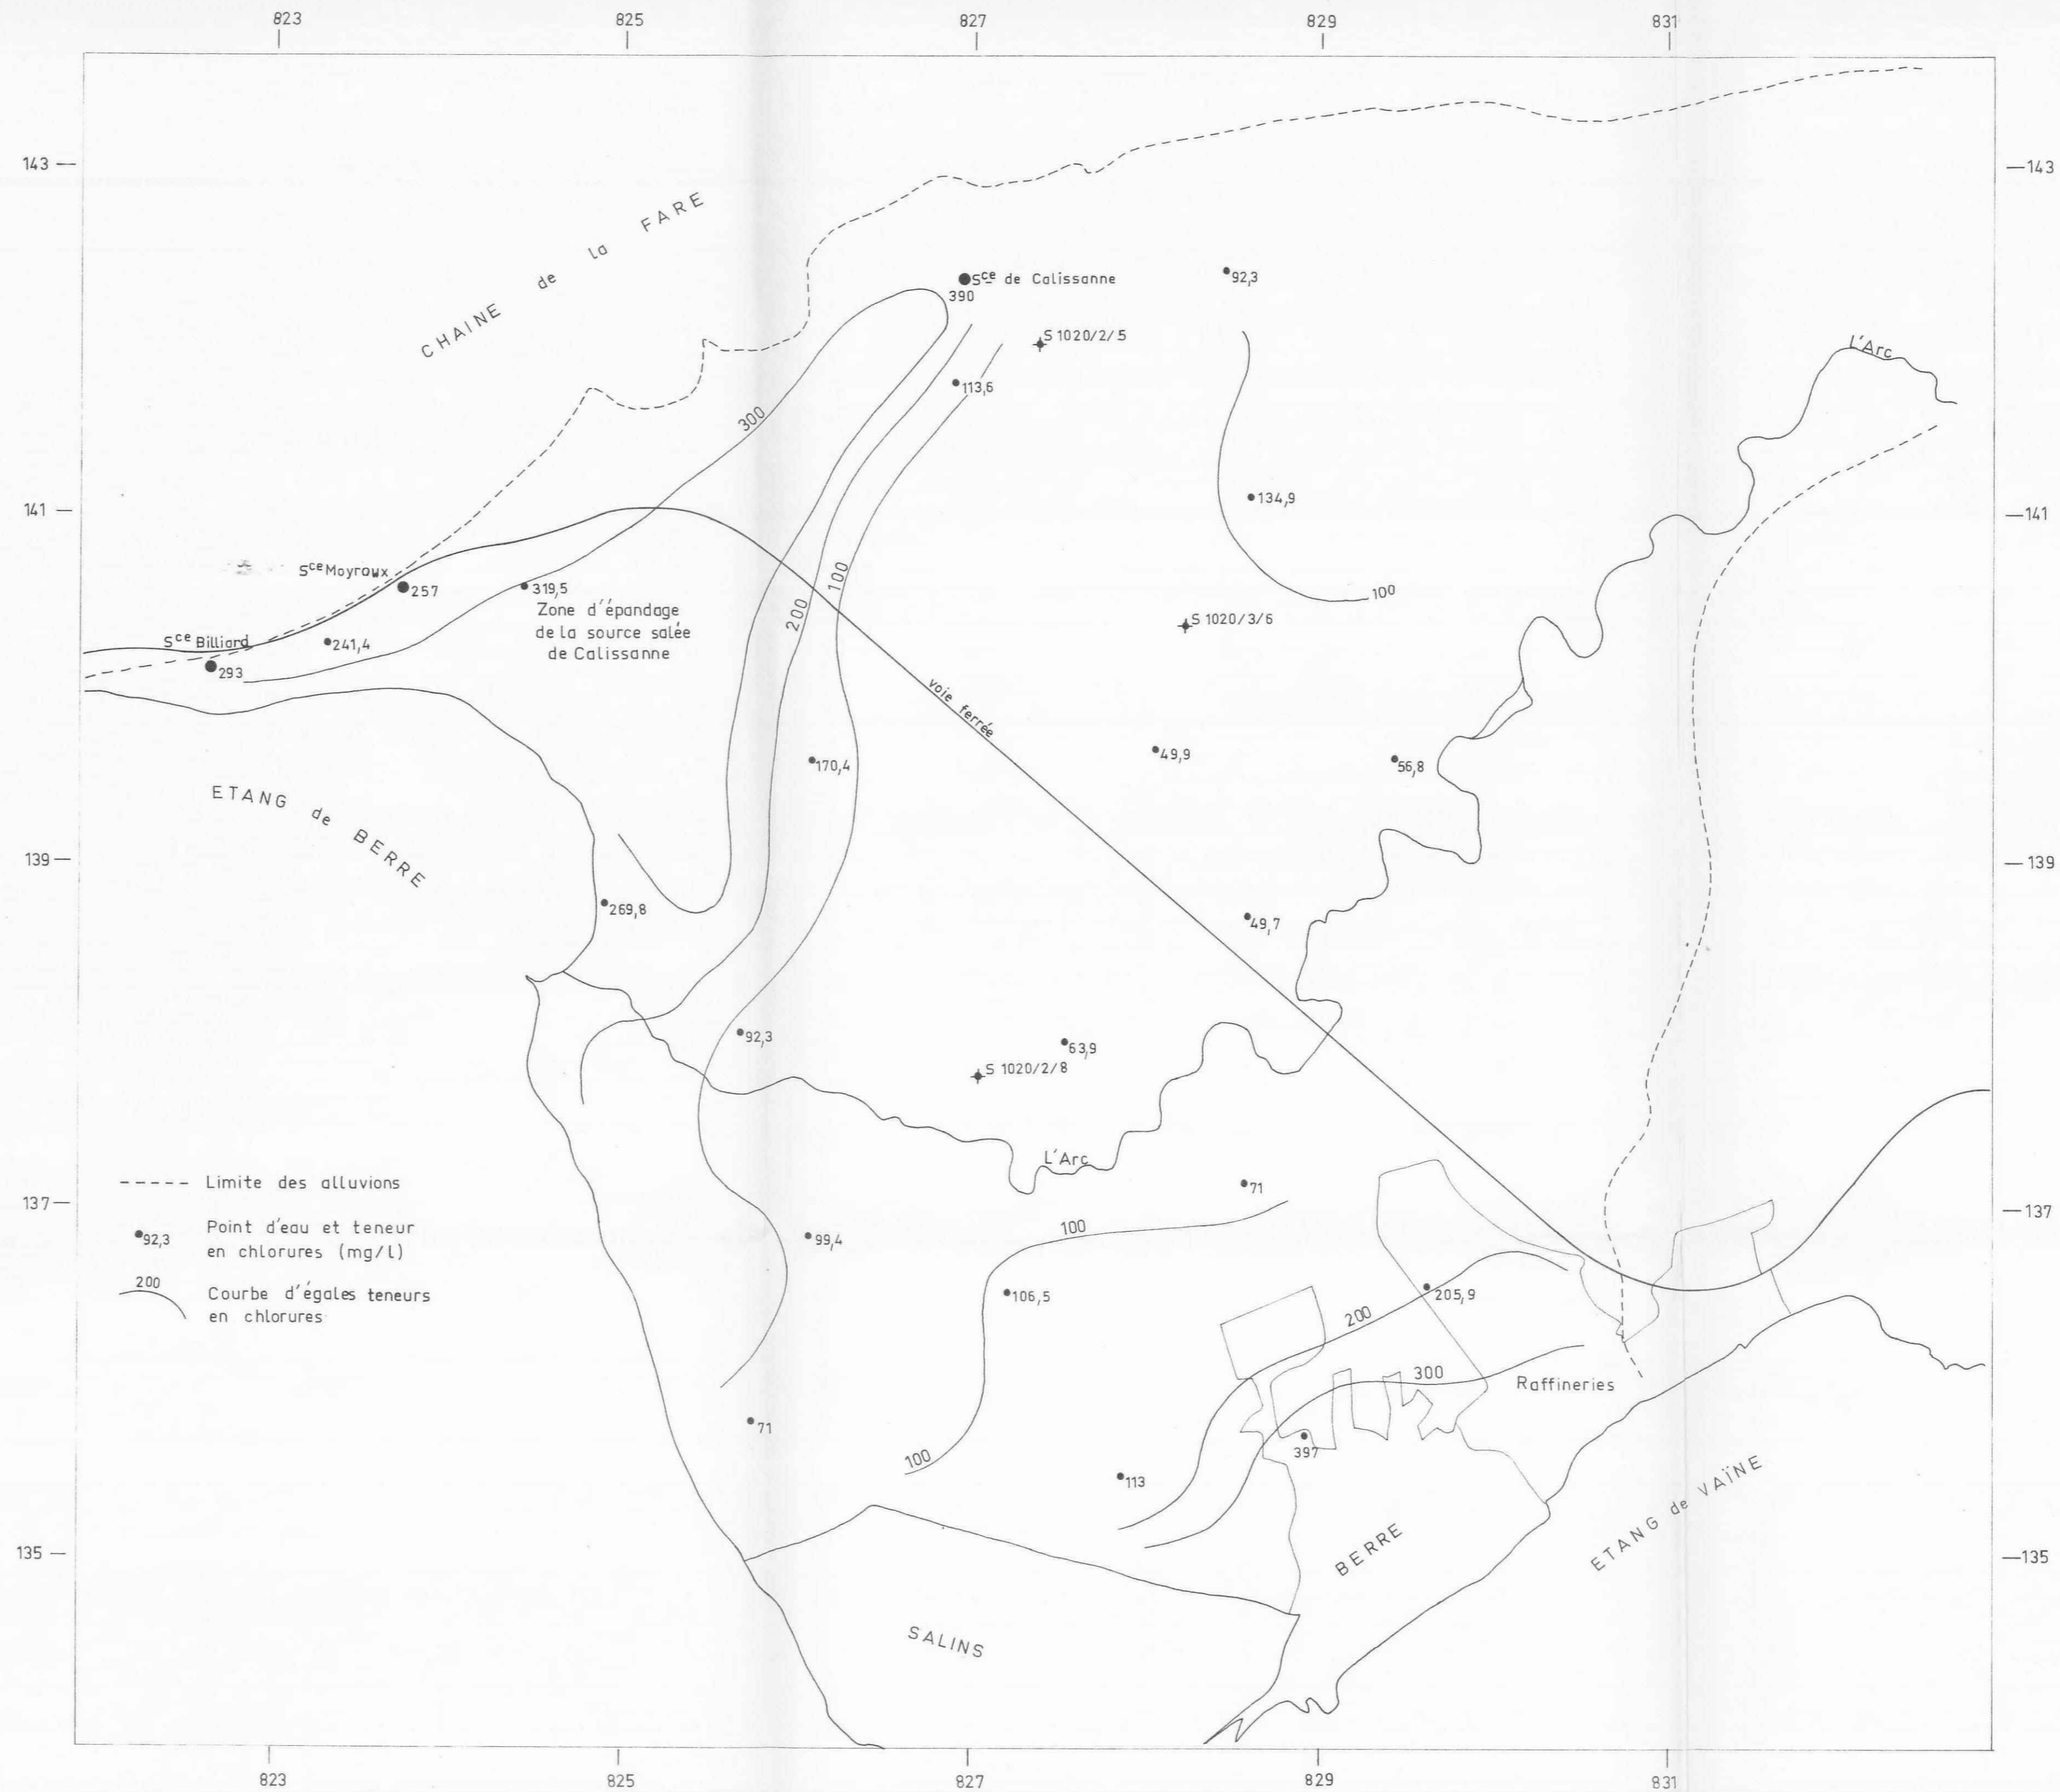 823
825
827
829
831
143
143
CHAINE de la FARE
Sce de Calissanne
390
92,3
S 1020/2/5
L'Arc
113,6
300
141
141
134,9
Sce Moyraux
257
319,5
100
100
Zone d'épandage
de la source salée
de Calissanne
200
S 1020/3/6
Sce Billiard
241,4
293
voie ferrée
49,9
170,4
56,8
ETANG de BERRE
139
139
269,8
49,7
92,3
63,9
S 1020/2/8
L'Arc
Limite des alluvions
71
137
137
92,3
Point d'eau et teneur
en chlorures (mg/l)
100
99,4
200
Courbe d'égales teneurs
en chlorures
106,5
205,9
200
300
Raffineries
71
397
100
113
ETANG de VAÏNE
135
135
BERRE
SALINS
823
825
827
829
831